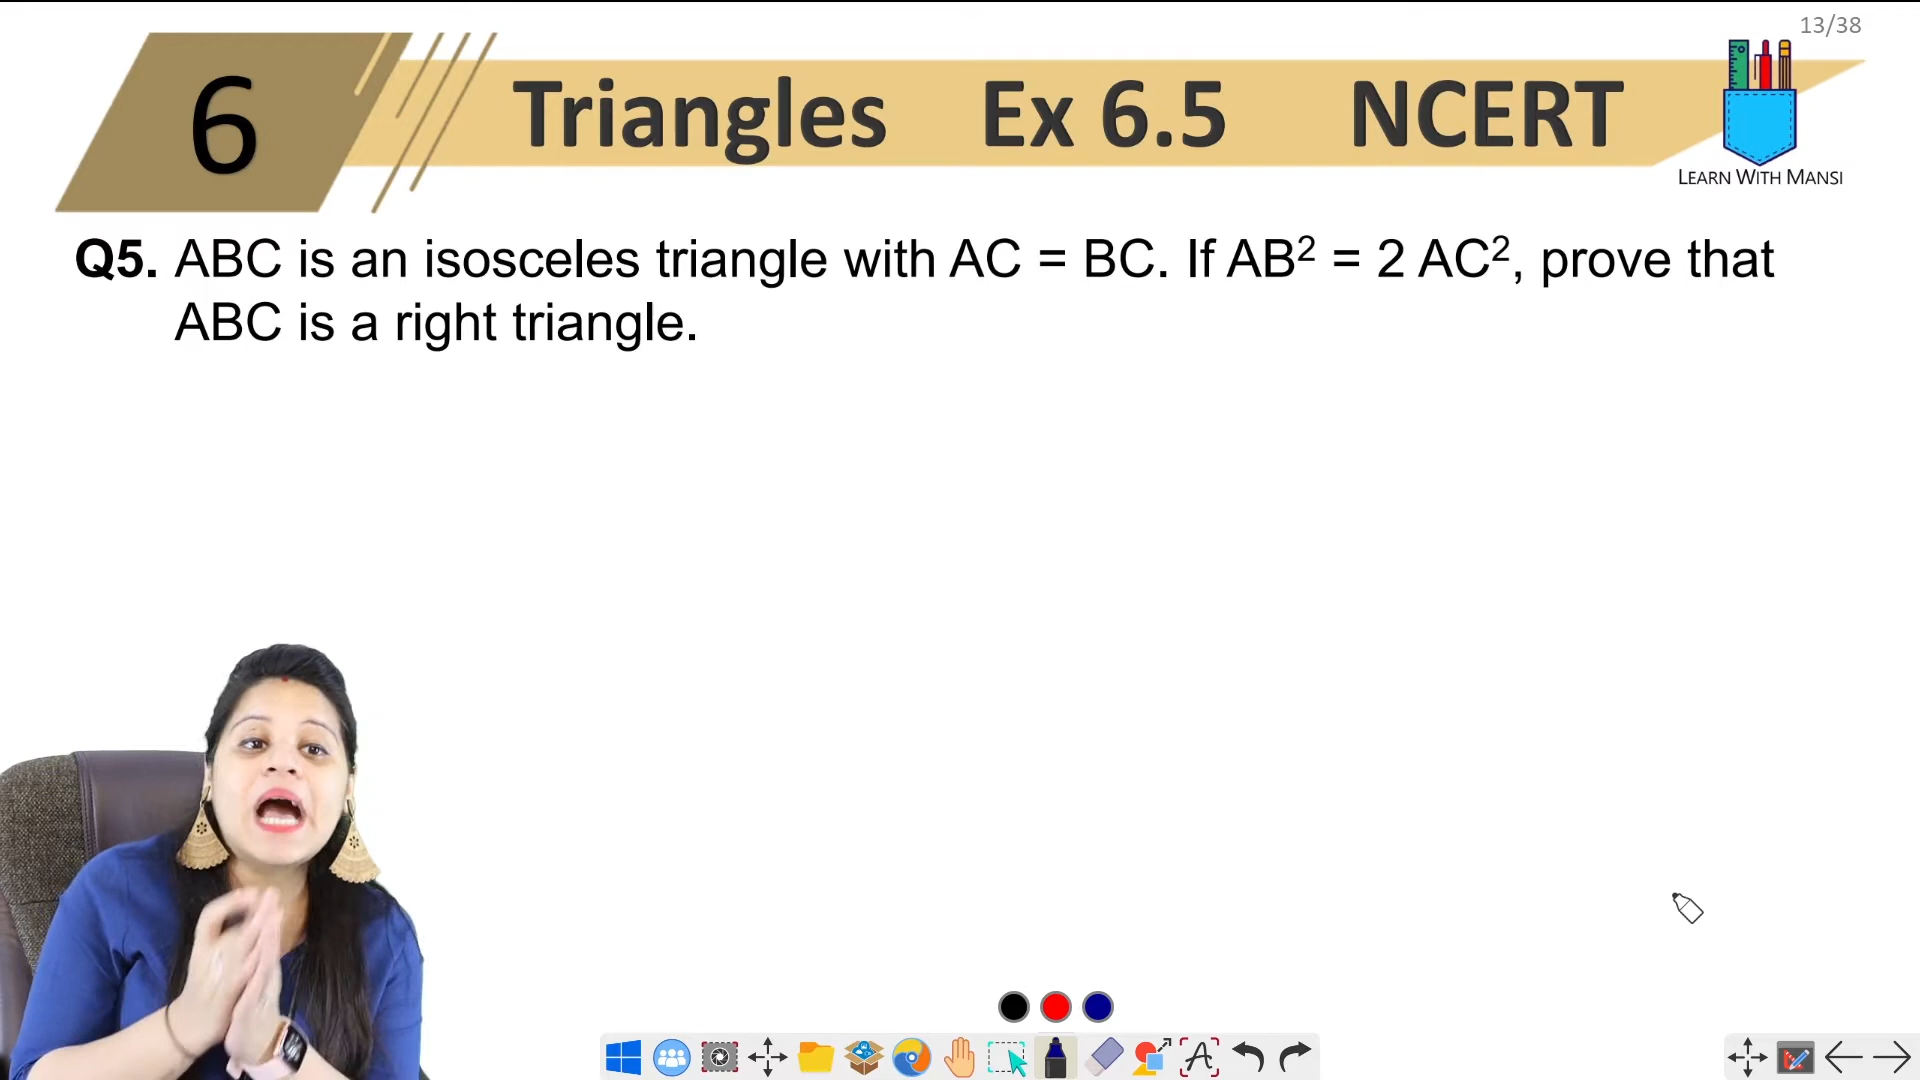 13/38
6 Triangles Ex 6.5 NCERT
LEARN WITH MANSI
Q5. ABC is an isosceles triangle with AC = BC. If AB² = 2 AC², prove that
ABC is a right triangle.